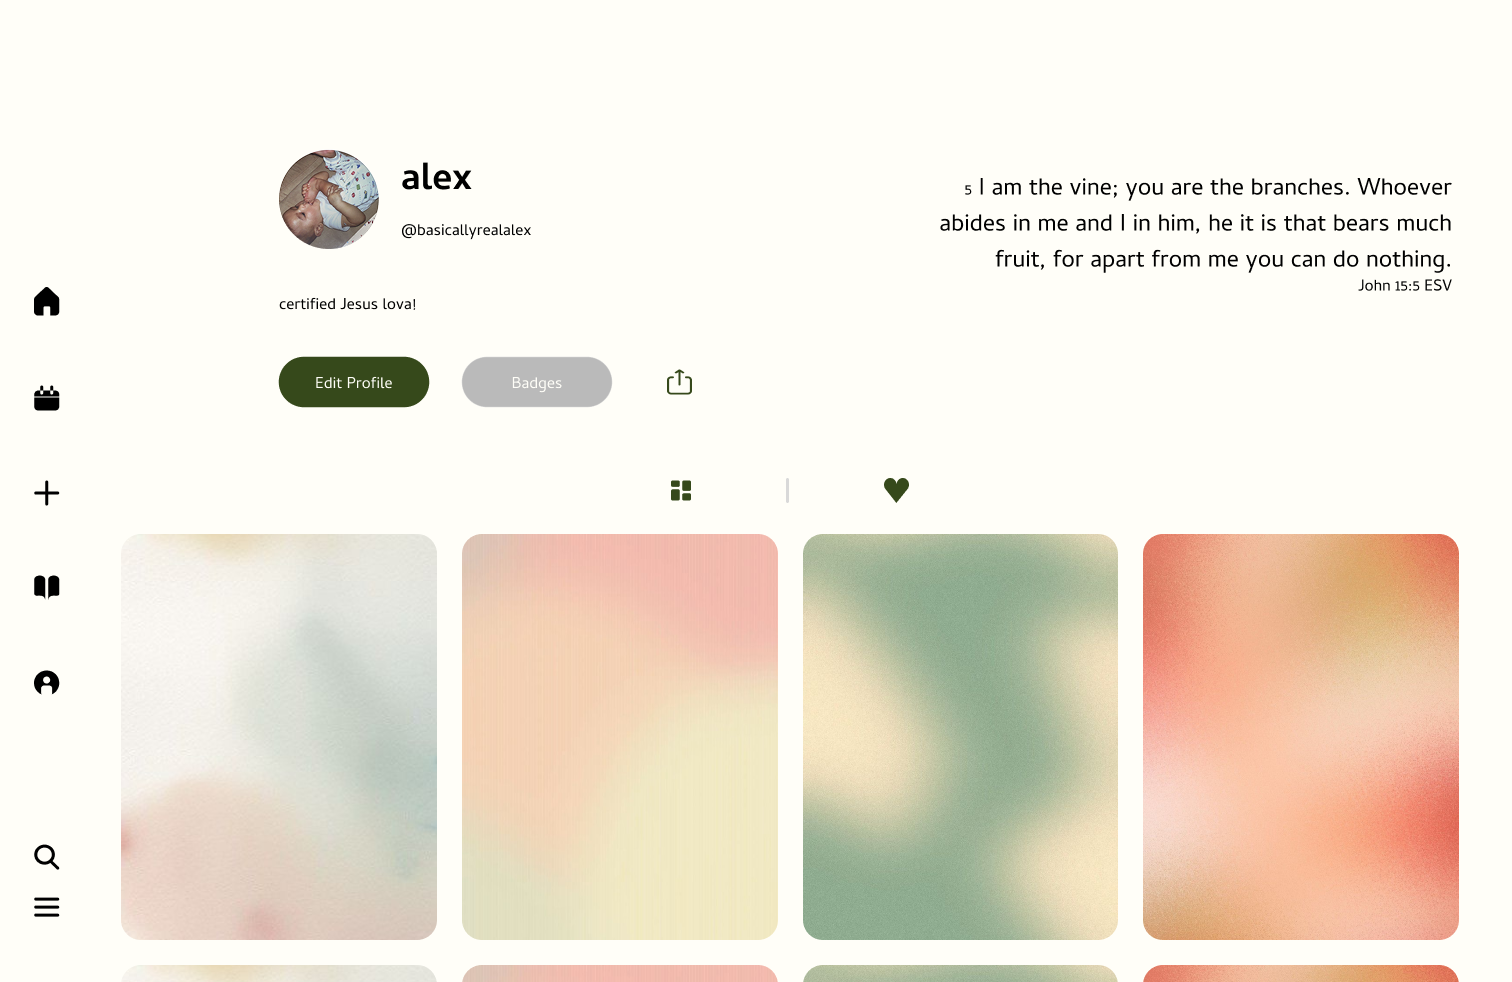 alex
@basicallyrealalex
certified Jesus lova!
Edit Profile
Badges
5 I am the vine; you are the branches. Whoever
abides in me and I in him, he it is that bears much
fruit, for apart from me you can do nothing.
John 15:5 ESV